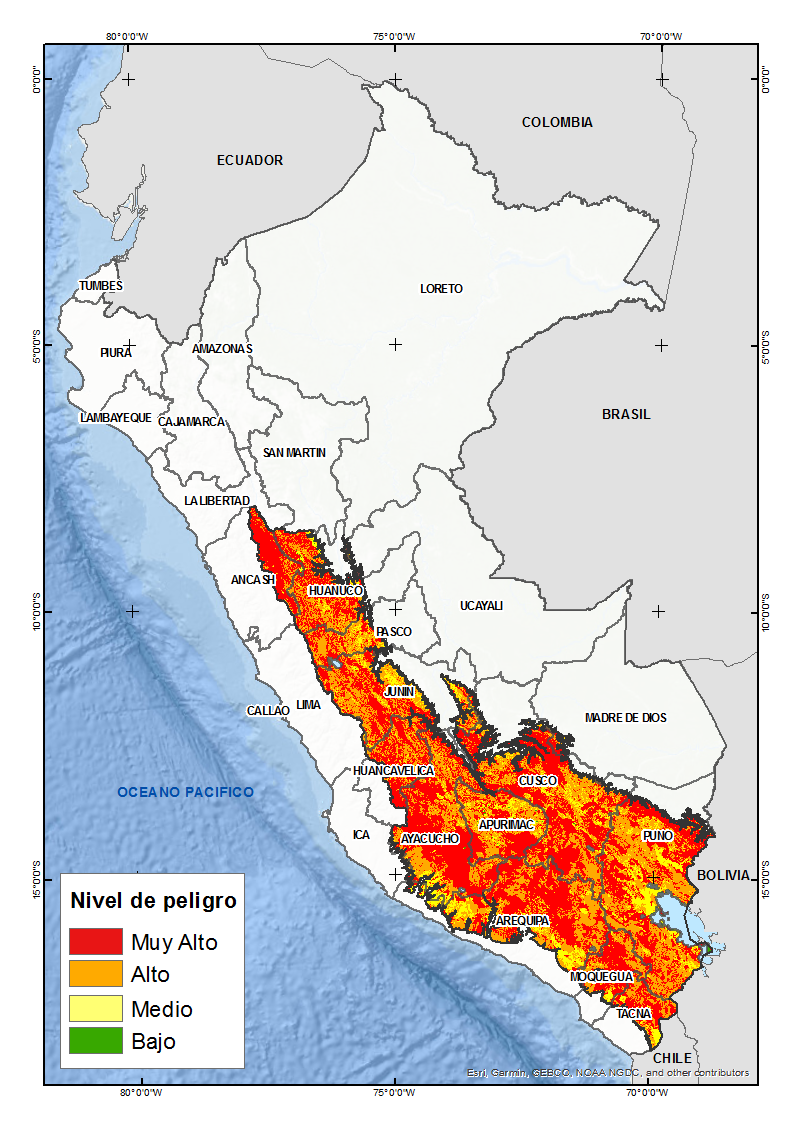 80°0'0"W 75°0'0"W 70°0'0"W
0°0'0" 0°0'0"
COLOMBIA
ECUADOR
TUMBES
LORETO
5°0'0"S 5°0'0"S
PIURA
AMAZONAS
LAMBAYEQUE
CAJAMARCA
BRASIL
SAN MARTIN
LA LIBERTAD
ANCASH
HUANUCO
UCAYALI
10°0'0"S 10°0'0"S
PASCO
JUNIN
CALLAO
LIMA
MADRE DE DIOS
HUANCAVELICA
CUSCO
OCEANO PACIFICO
APURIMAC
ICA
AYACUCHO
PUNO
BOLIVIA
15°0'0"S 15°0'0"S
AREQUIPA
MOQUEGUA
TACNA
CHILE
Nivel de peligro
Muy Alto
Alto
Medio
Bajo
Esri, Garmin, GEBCO, NOAA NGDC, and other contributors
80°0'0"W 75°0'0"W 70°0'0"W